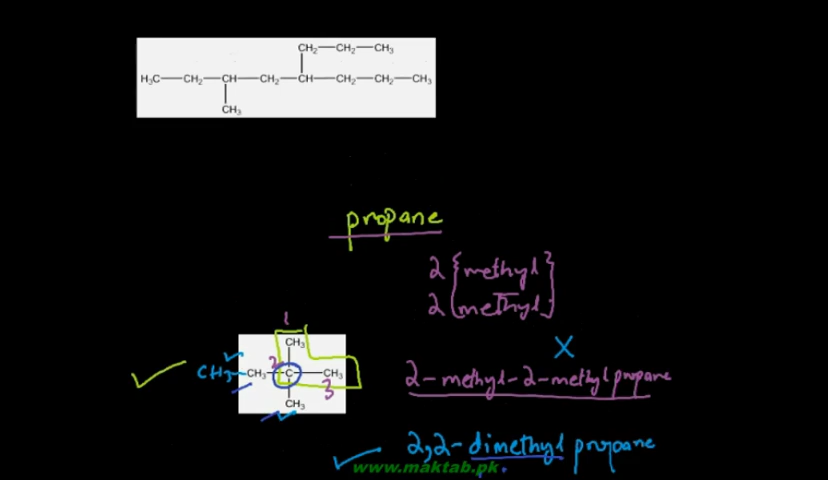 CH₂—CH₂—CH₃
H₃C—CH₂—CH—CH₂—CH—CH₂—CH₂—CH₃
CH₃
propane
2 {methyl}
2 {methyl}
1
CH₃
X
CH₃—CH₃ 2 C—CH₃
3
2-methyl-2-methyl propane
CH₃
2,2-dimethyl propane
www.maktab.pk